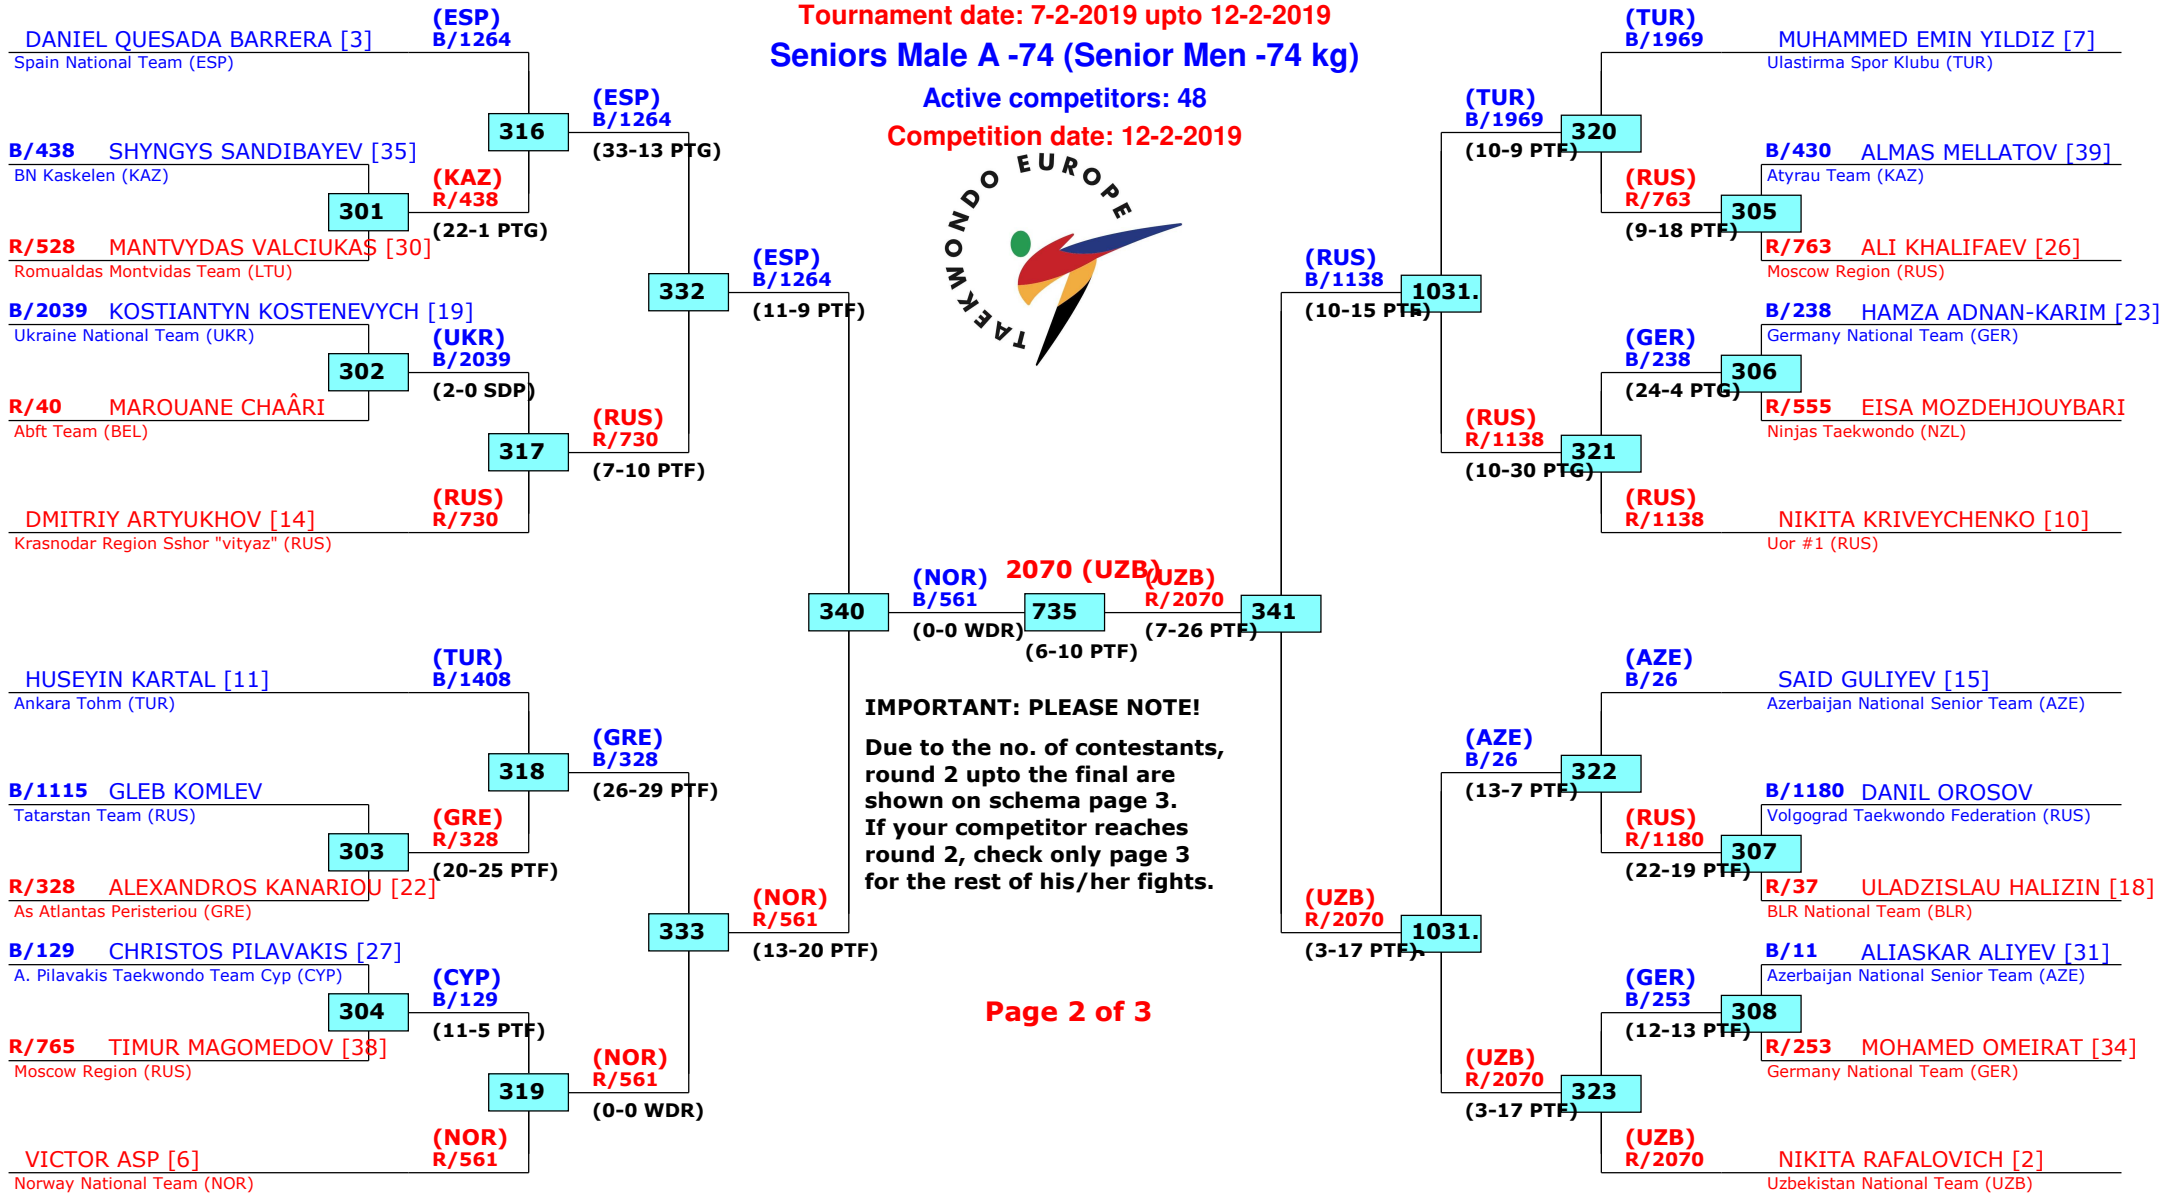 Tournament date: 7-2-2019 upto 12-2-2019
Seniors Male A -74 (Senior Men -74 kg)
Active competitors: 48
Competition date: 12-2-2019
TAEKWONDO EUROPE
(ESP)
DANIEL QUESADA BARRERA [3] B/1264
Spain National Team (ESP)
316
(ESP)
B/1264
(33-13 PTG)
B/438 SHYNGYS SANDIBAYEV [35]
BN Kaskelen (KAZ)
301
(KAZ)
R/438
(22-1 PTG)
R/528 MANTVYDAS VALCIUKAS [30]
Romualdas Montvidas Team (LTU)
332
(ESP)
B/1264
(11-9 PTF)
B/2039 KOSTIANTYN KOSTENEVYCH [19]
Ukraine National Team (UKR)
302
(UKR)
B/2039
(2-0 SDP)
R/40 MAROUANE CHAÂRI
Abft Team (BEL)
317
(RUS)
R/730
(7-10 PTF)
(RUS)
DMITRIY ARTYUKHOV [14] R/730
Krasnodar Region Sshor "vityaz" (RUS)
340
(NOR)
B/561
(0-0 WDR)
2070 (UZB)
735
(6-10 PTF)
(UZB)
R/2070
(7-26 PTF)
341
(TUR)
HUSEYIN KARTAL [11] B/1408
Ankara Tohm (TUR)
318
(GRE)
B/328
(26-29 PTF)
B/1115 GLEB KOMLEV
Tatarstan Team (RUS)
303
(GRE)
R/328
(20-25 PTF)
R/328 ALEXANDROS KANARIOU [22]
As Atlantas Peristeriou (GRE)
333
(NOR)
R/561
(13-20 PTF)
B/129 CHRISTOS PILAVAKIS [27]
A. Pilavakis Taekwondo Team Cyp (CYP)
304
(CYP)
B/129
(11-5 PTF)
R/765 TIMUR MAGOMEDOV [38]
Moscow Region (RUS)
319
(NOR)
R/561
(0-0 WDR)
(NOR)
VICTOR ASP [6] R/561
Norway National Team (NOR)
IMPORTANT: PLEASE NOTE!
Due to the no. of contestants,
round 2 upto the final are
shown on schema page 3.
If your competitor reaches
round 2, check only page 3
for the rest of his/her fights.
Page 2 of 3
(TUR)
B/1969 MUHAMMED EMIN YILDIZ [7]
Ulastirma Spor Klubu (TUR)
(TUR)
B/1969
(10-9 PTF)
320
B/430 ALMAS MELLATOV [39]
Atyrau Team (KAZ)
(RUS)
R/763
(9-18 PTF)
305
R/763 ALI KHALIFAEV [26]
Moscow Region (RUS)
(RUS)
B/1138
(10-15 PTF)
1031.
B/238 HAMZA ADNAN-KARIM [23]
Germany National Team (GER)
(GER)
B/238
(24-4 PTG)
306
R/555 EISA MOZDEHJOUYBARI
Ninjas Taekwondo (NZL)
(RUS)
R/1138
(10-30 PTG)
321
(RUS)
R/1138 NIKITA KRIVEYCHENKO [10]
Uor #1 (RUS)
(AZE)
B/26 SAID GULIYEV [15]
Azerbaijan National Senior Team (AZE)
(AZE)
B/26
(13-7 PTF)
322
B/1180 DANIL OROSOV
Volgograd Taekwondo Federation (RUS)
(RUS)
R/1180
(22-19 PTF)
307
R/37 ULADZISLAU HALIZIN [18]
BLR National Team (BLR)
(UZB)
R/2070
(3-17 PTF)
1031.
B/11 ALIASKAR ALIYEV [31]
Azerbaijan National Senior Team (AZE)
(GER)
B/253
(12-13 PTF)
308
R/253 MOHAMED OMEIRAT [34]
Germany National Team (GER)
(UZB)
R/2070
(3-17 PTF)
323
(UZB)
R/2070 NIKITA RAFALOVICH [2]
Uzbekistan National Team (UZB)